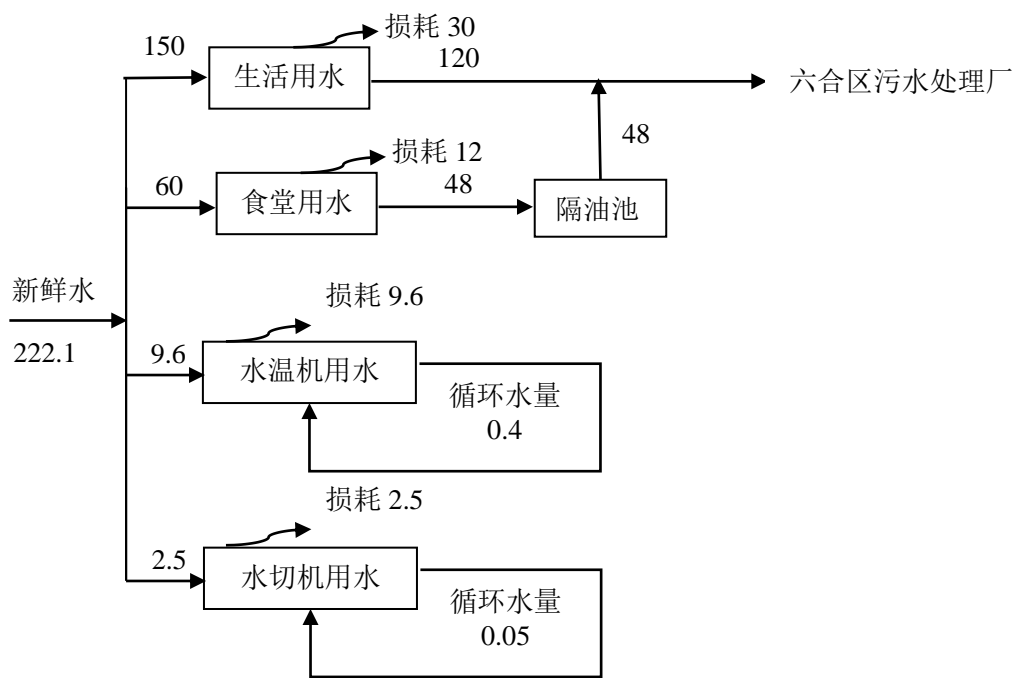 损耗 30
150
生活用水
120
六合区污水处理厂
损耗 12
48
60
食堂用水
48
隔油池
新鲜水
222.1
损耗 9.6
9.6
水温机用水
循环水量
0.4
损耗 2.5
2.5
水切机用水
循环水量
0.05